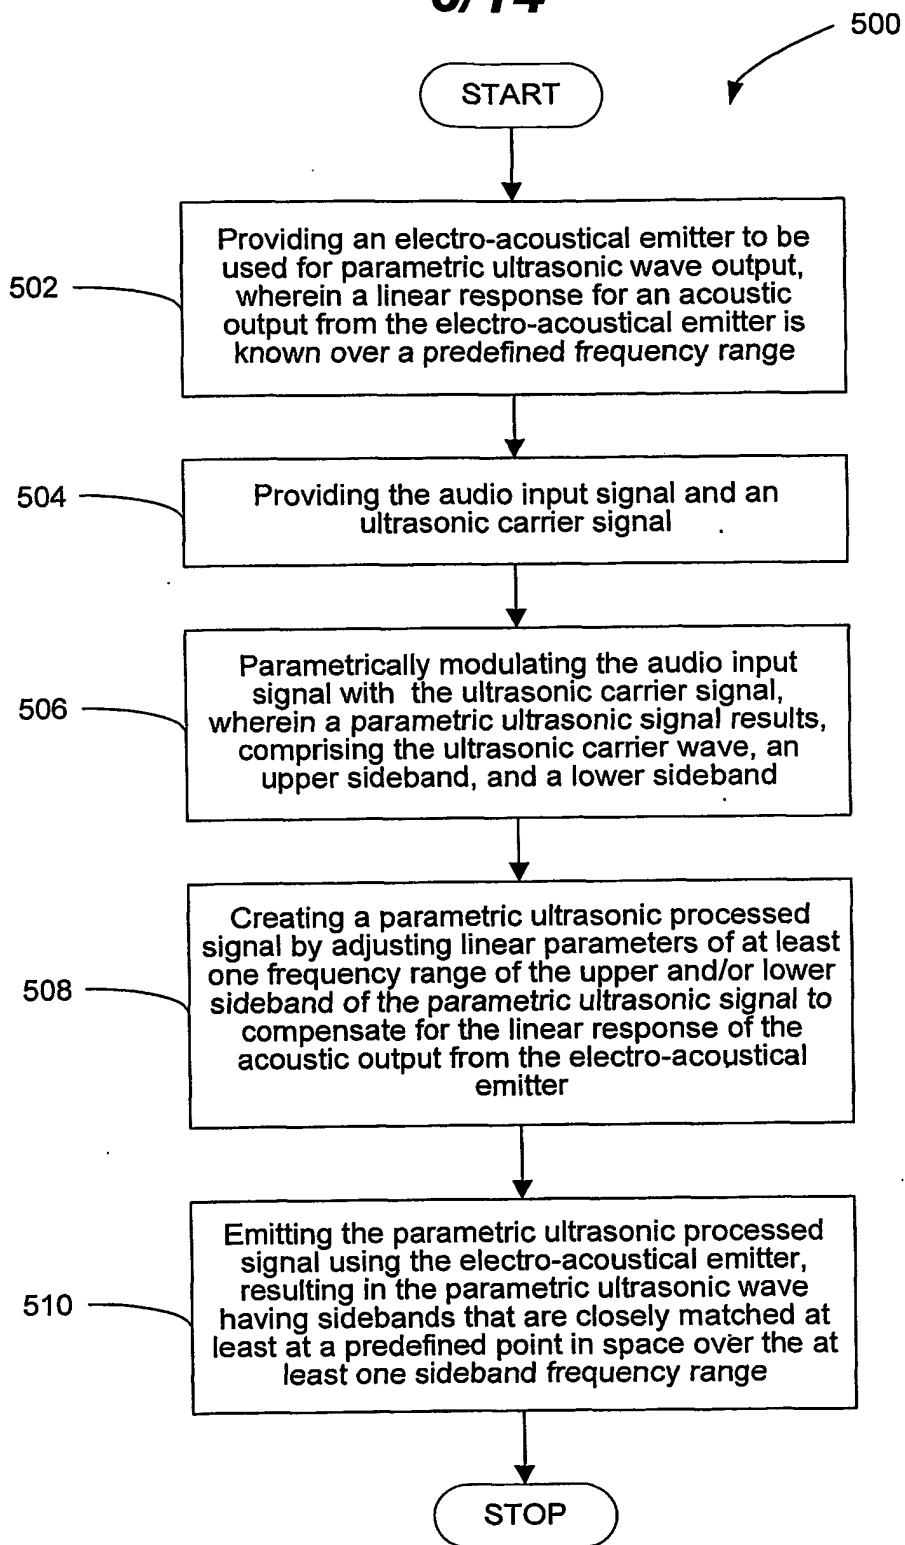 500
START
502
Providing an electro-acoustical emitter to be
used for parametric ultrasonic wave output,
wherein a linear response for an acoustic
output from the electro-acoustical emitter is
known over a predefined frequency range
504
Providing the audio input signal and an
ultrasonic carrier signal
506
Parametrically modulating the audio input
signal with the ultrasonic carrier signal,
wherein a parametric ultrasonic signal results,
comprising the ultrasonic carrier wave, an
upper sideband, and a lower sideband
508
Creating a parametric ultrasonic processed
signal by adjusting linear parameters of at least
one frequency range of the upper and/or lower
sideband of the parametric ultrasonic signal to
compensate for the linear response of the
acoustic output from the electro-acoustical
emitter
510
Emitting the parametric ultrasonic processed
signal using the electro-acoustical emitter,
resulting in the parametric ultrasonic wave
having sidebands that are closely matched at
least at a predefined point in space over the at
least one sideband frequency range
STOP